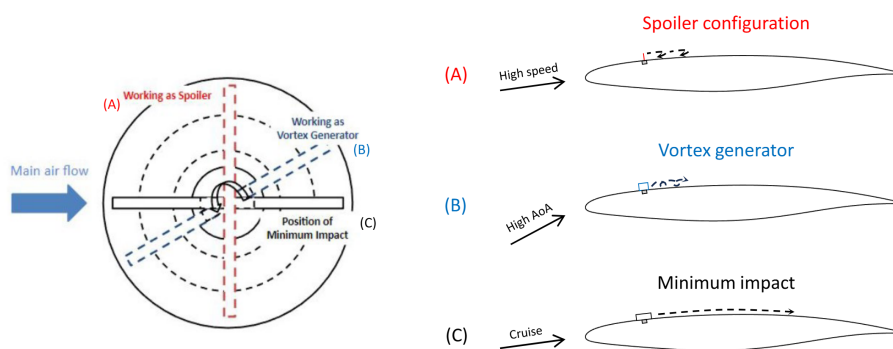 (A)
Working as Spoiler
Working as
Vortex Generator
(B)
Main air flow
Position of
Minimum Impact
(C)
Spoiler configuration
(A)
High speed
Vortex generator
(B)
High AoA
Minimum impact
(C)
Cruise